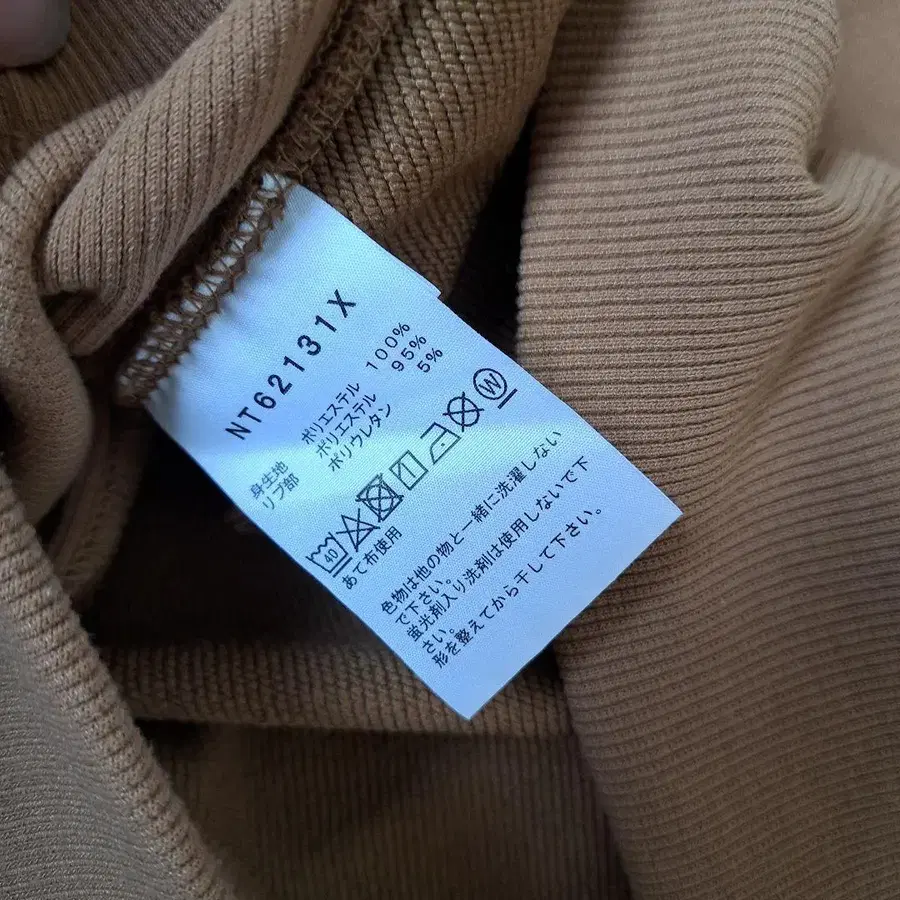 NT62131X
身生地 ポリエステル 100%
リブ部 ポリエステル 95%
ポリウレタン 5%
40 W
あて布使用
色物は他の物と一緒に洗濯しない
で下さい。
蛍光剤入り洗剤は使用しないで下
さい。
形を整えてから干して下さい。